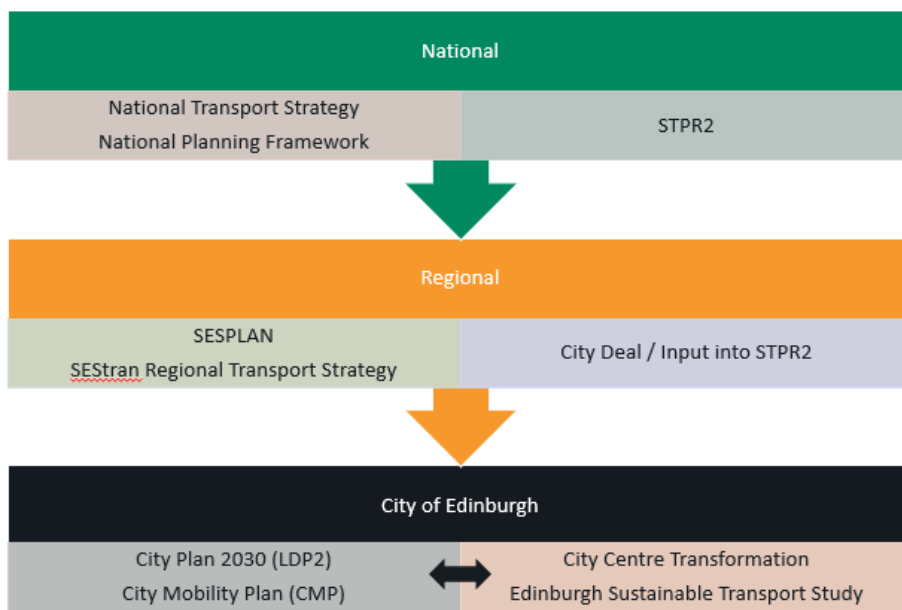 National
National Transport Strategy
National Planning Framework
STPR2
Regional
SESPLAN
SEStran Regional Transport Strategy
City Deal / Input into STPR2
City of Edinburgh
City Plan 2030 (LDP2)
City Mobility Plan (CMP)
City Centre Transformation
Edinburgh Sustainable Transport Study